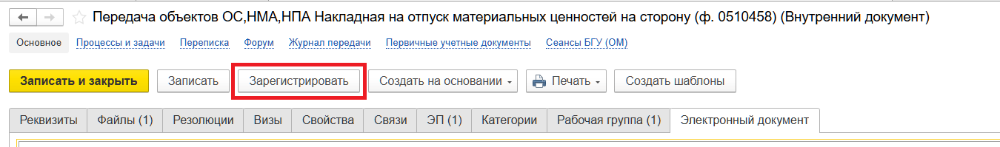 Передача объектов ОС,НМА,НПА Накладная на отпуск материальных ценностей на сторону (ф. 0510458) (Внутренний документ)
Основное Процессы и задачи Переписка Форум Журнал передачи Первичные учетные документы Сеансы БГУ (ОМ)
Записать и закрыть Записать Зарегистрировать Создать на основании Печать Создать шаблоны
Реквизиты Файлы (1) Резолюции Визы Свойства Связи ЭП (1) Категории Рабочая группа (1) Электронный документ